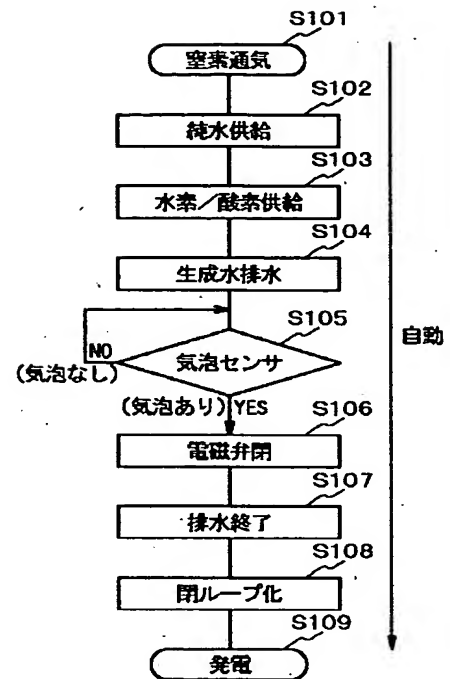 S101
窒素通気
S102
純水供給
S103
水素／酸素供給
S104
生成水排水
S105
気泡センサ
自動
NO
(気泡なし)
(気泡あり) YES
S106
電磁弁閉
S107
排水終了
S108
閉ループ化
S109
発電